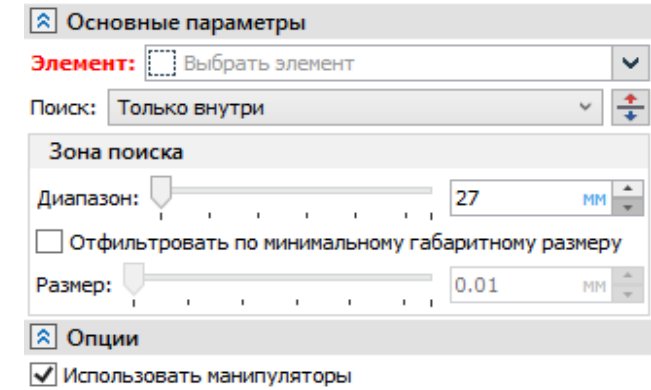 Основные параметры
Элемент: Выбрать элемент
Поиск: Только внутри
Зона поиска
Диапазон: 27 мм
Отфильтровать по минимальному габаритному размеру
Размер: 0.01 мм
Опции
Использовать манипуляторы